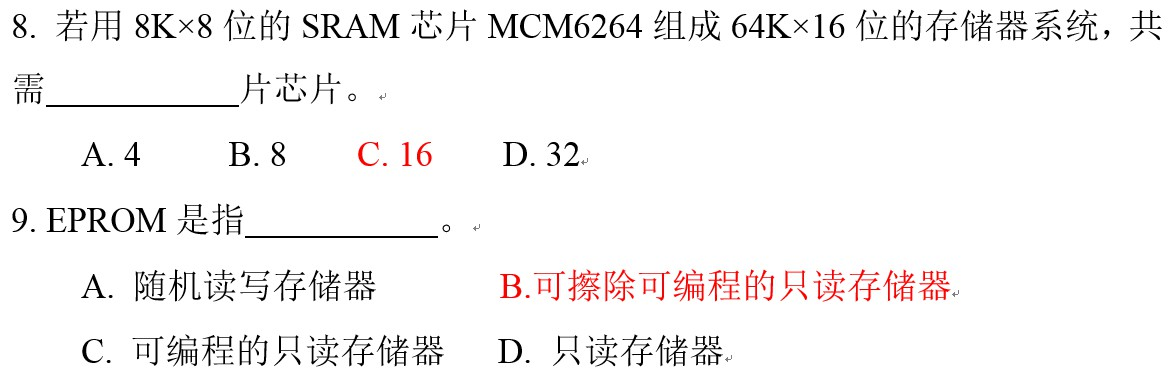 8. 若用 8K×8 位的 SRAM 芯片 MCM6264 组成 64K×16 位的存储器系统，共
需____________片芯片。
A. 4 B. 8 C. 16 D. 32
9. EPROM 是指____________。
A. 随机读写存储器 B.可擦除可编程的只读存储器
C. 可编程的只读存储器 D. 只读存储器